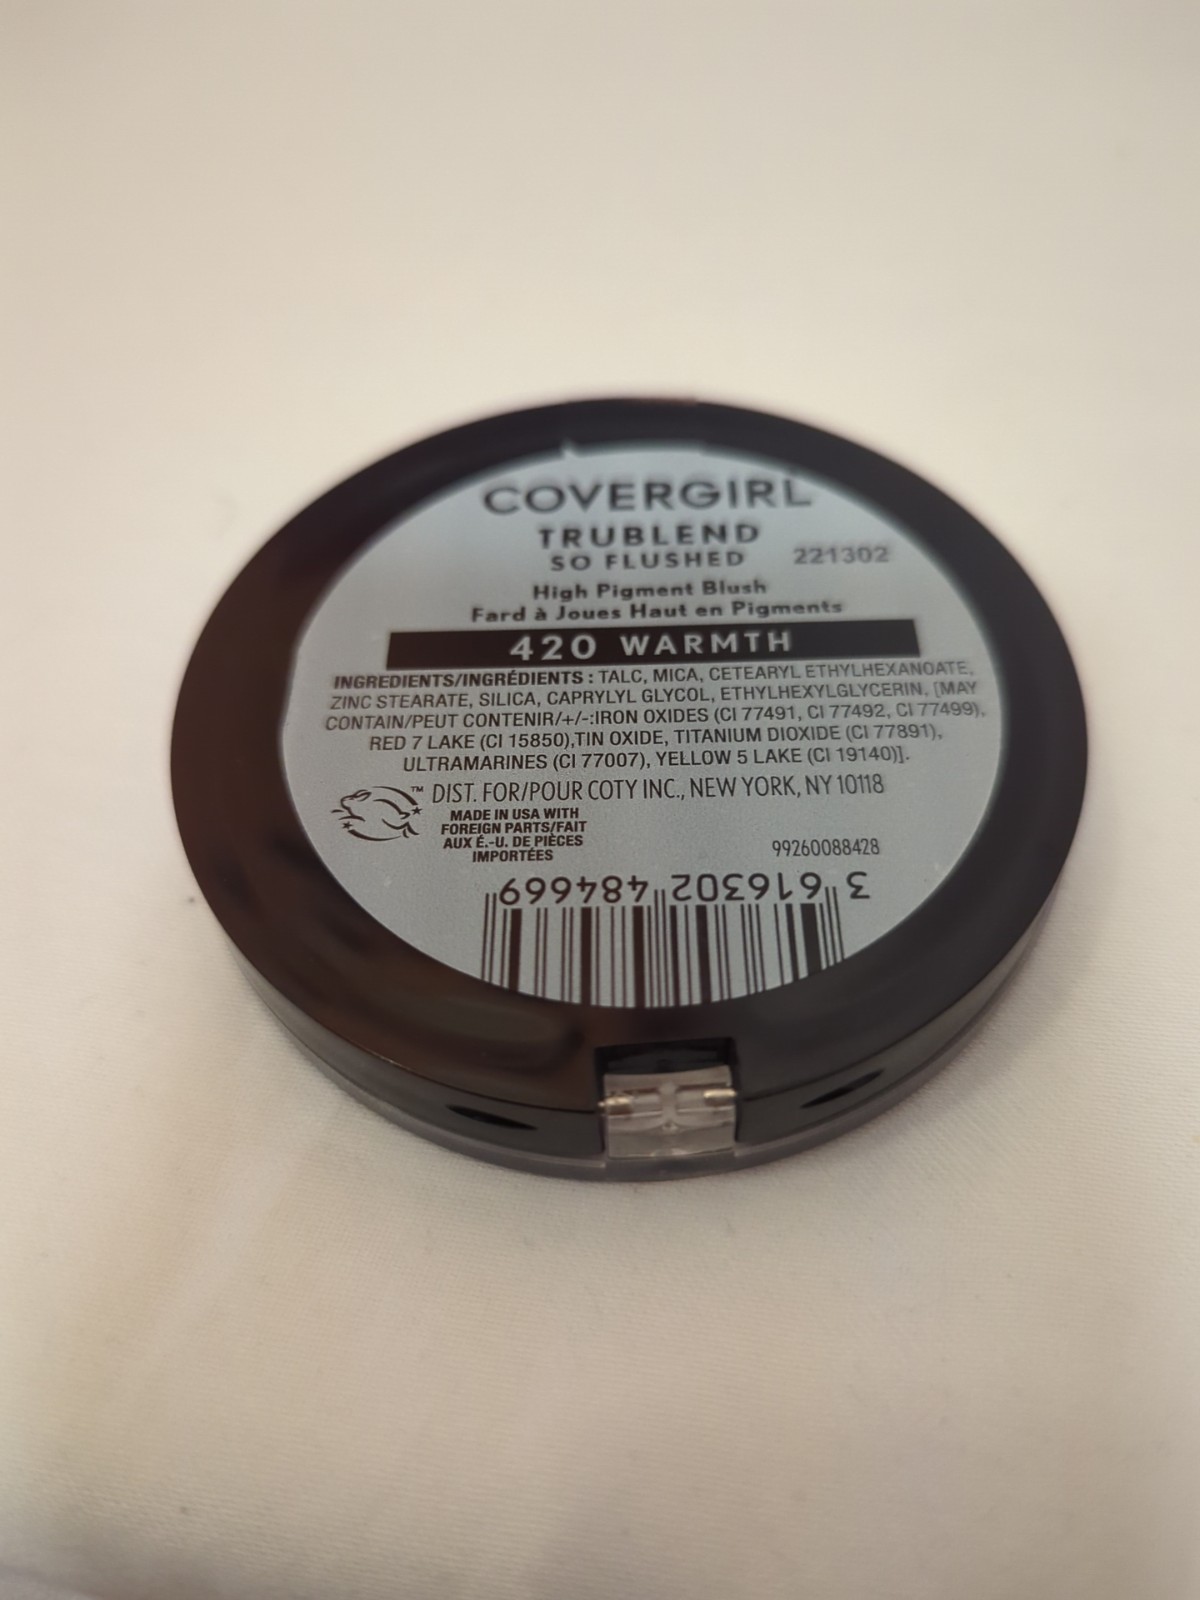 COVERGIRL
TRUBLEND
SO FLUSHED 221302
High Pigment Blush
Fard à Joues Haut en Pigments
420 WARMTH
INGREDIENTS/INGRÉDIENTS : TALC, MICA, CETEARYL ETHYLHEXANOATE,
ZINC STEARATE, SILICA, CAPRYLYL GLYCOL, ETHYLHEXYLGLYCERIN, [MAY
CONTAIN/PEUT CONTENIR/+/-:IRON OXIDES (CI 77491, CI 77492, CI 77499),
RED 7 LAKE (CI 15850),TIN OXIDE, TITANIUM DIOXIDE (CI 77891),
ULTRAMARINES (CI 77007), YELLOW 5 LAKE (CI 19140)].
™ DIST. FOR/POUR COTY INC., NEW YORK, NY 10118
MADE IN USA WITH
FOREIGN PARTS/FAIT
AUX É.-U. DE PIÈCES
IMPORTÉES
99260088428
3 616302 484669